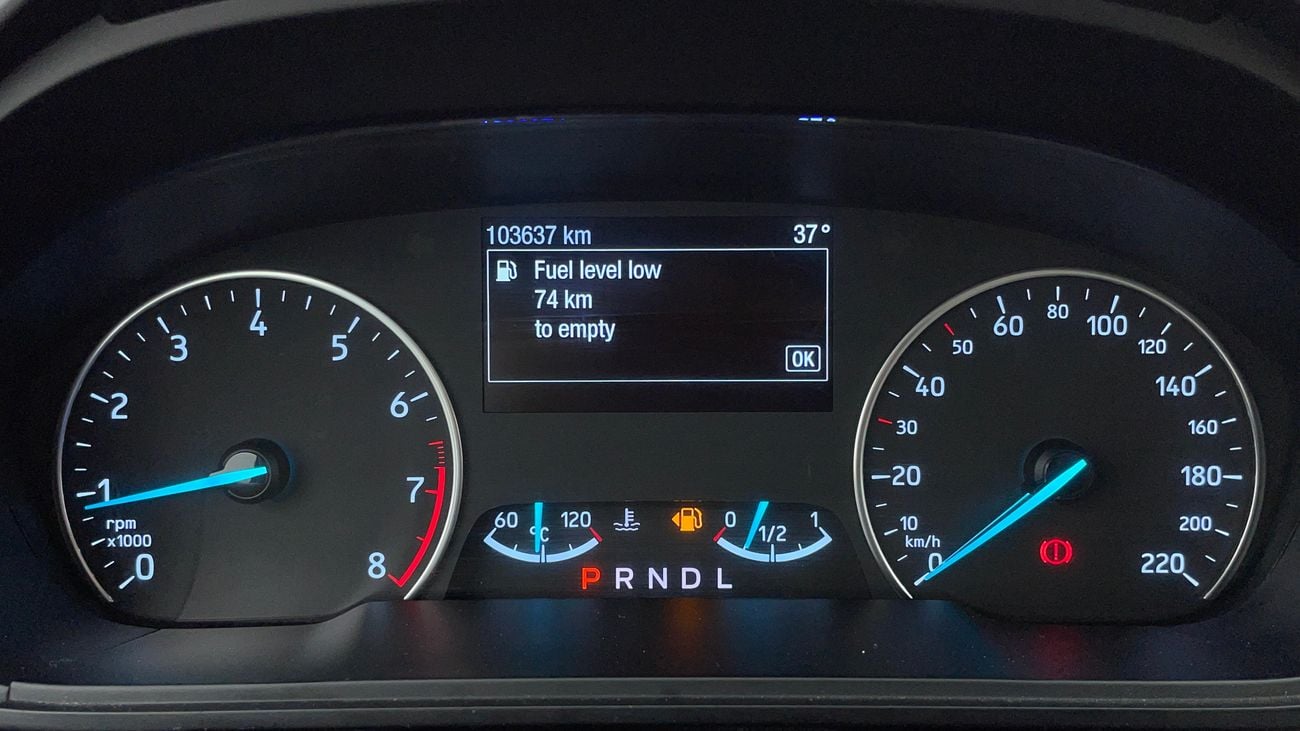 103637 km 37°
Fuel level low
74 km
to empty
OK
0 1 2 3 4 5 6 7 8
rpm
x1000
60 120
°C
0 1/2 1
P R N D L
0 10 20 30 40 50 60 80 100 120 140 160 180 200 220
km/h